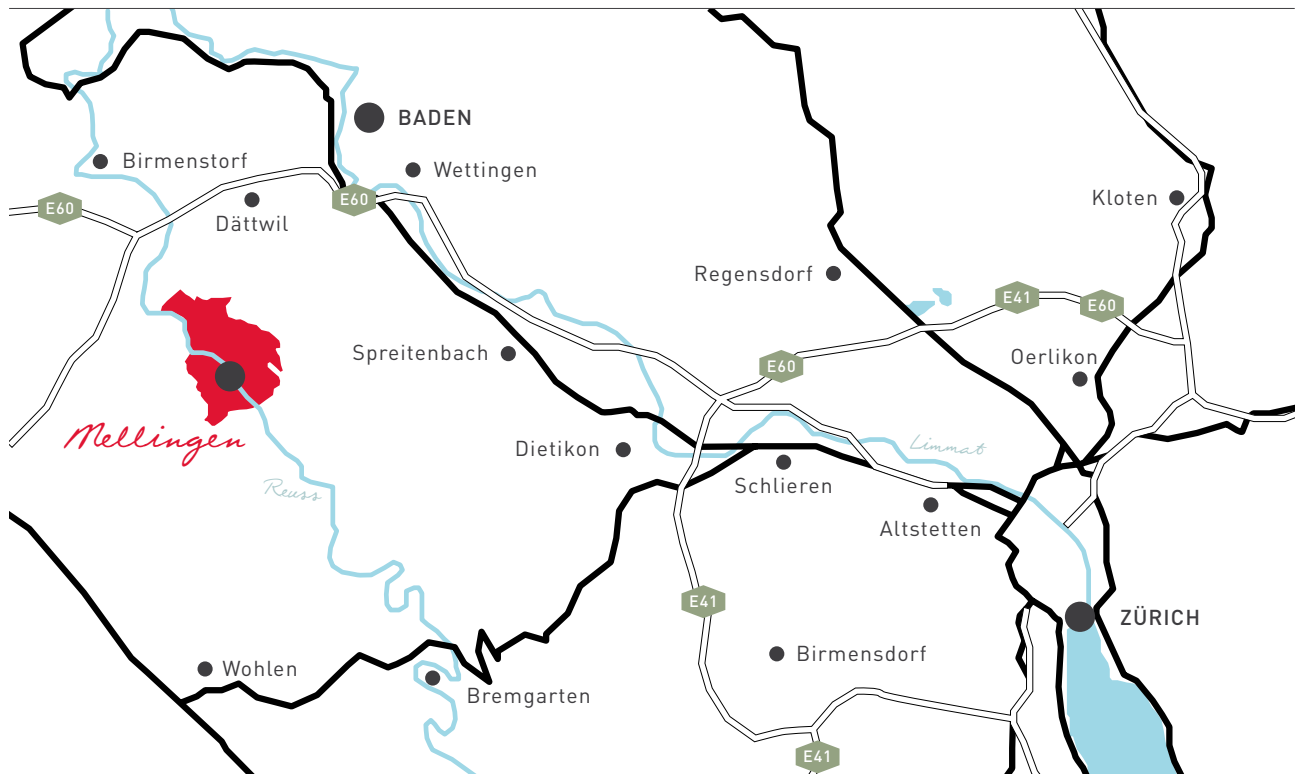 BADEN
Birmenstorf
Wettingen
E60
E60
Dättwil
Kloten
Regensdorf
E41
E60
Spreitenbach
E60
Oerlikon
Mellingen
Dietikon
Limmat
Reuss
Schlieren
Altstetten
E41
ZÜRICH
Birmensdorf
Wohlen
Bremgarten
E41